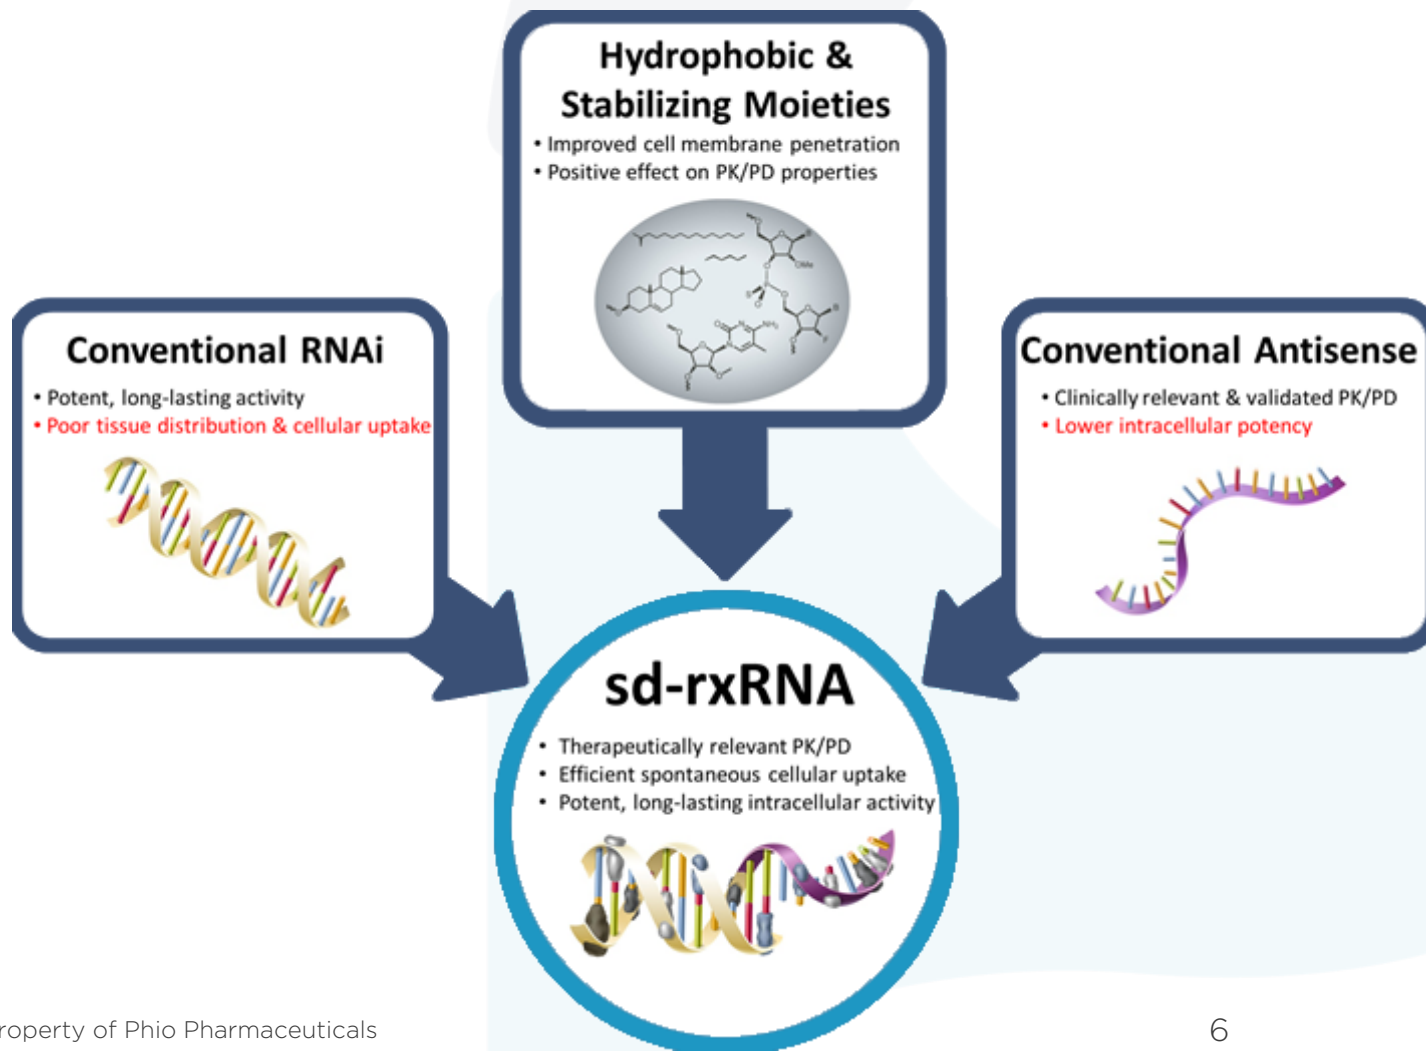 Hydrophobic &
Stabilizing Moieties
• Improved cell membrane penetration
• Positive effect on PK/PD properties
Conventional RNAi
• Potent, long-lasting activity
• Poor tissue distribution & cellular uptake
Conventional Antisense
• Clinically relevant & validated PK/PD
• Lower intracellular potency
sd-rxRNA
• Therapeutically relevant PK/PD
• Efficient spontaneous cellular uptake
• Potent, long-lasting intracellular activity
roperty of Phio Pharmaceuticals
6